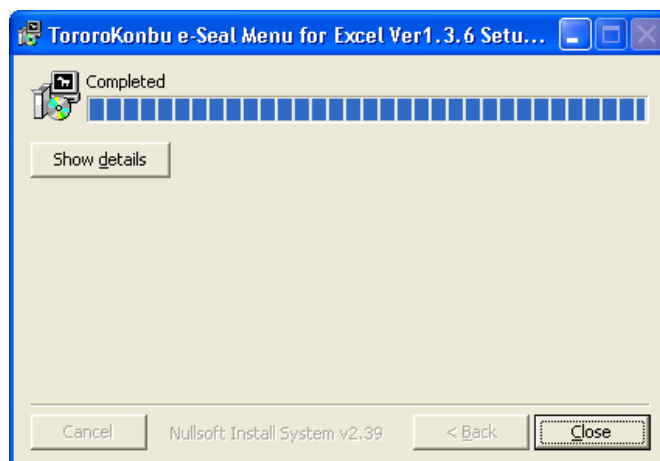 TororoKonbu e-Seal Menu for Excel Ver1.3.6 Setu...
Completed
Show details
Cancel
Nullsoft Install System v2.39
< Back
Close